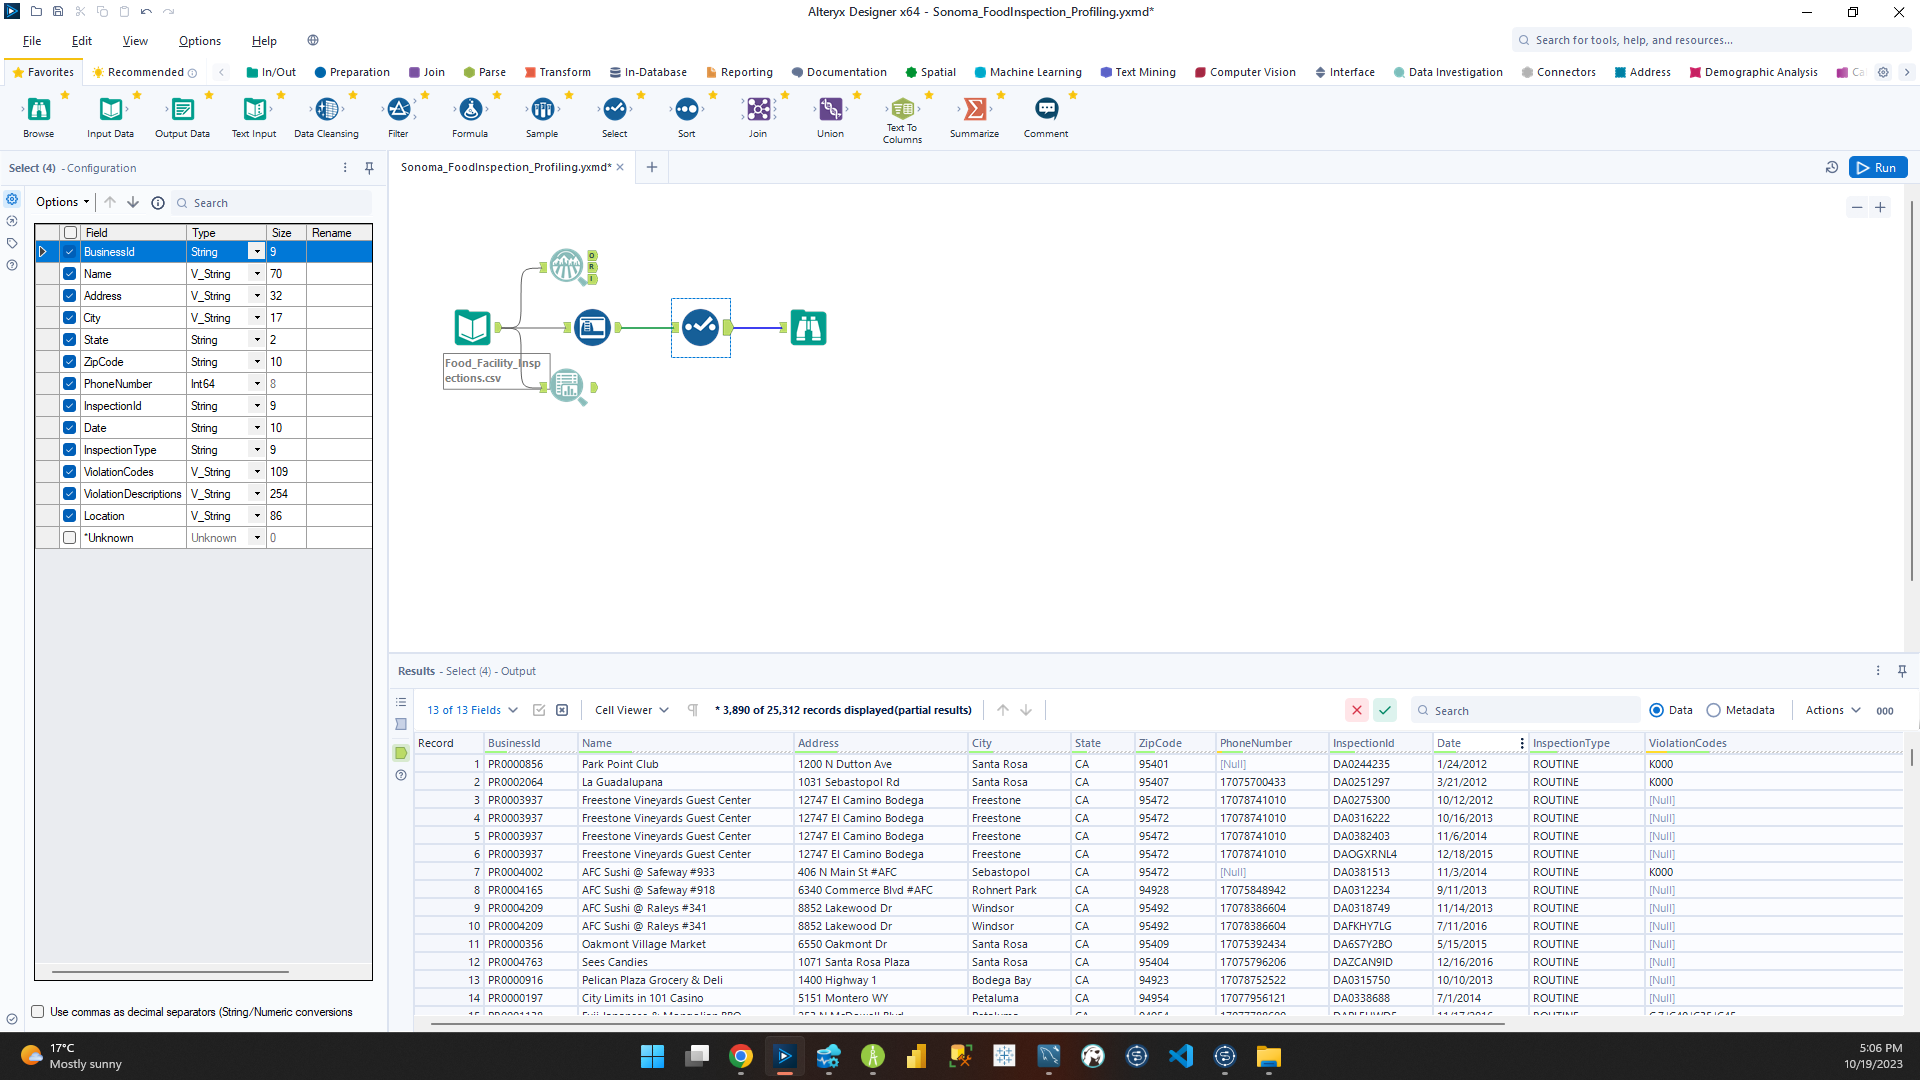 Alteryx Designer x64 - Sonoma_FoodInspection_Profiling.yxmd*
File Edit View Options Help
Search for tools, help, and resources...
Favorites Recommended In/Out Preparation Join Parse Transform In-Database Reporting Documentation Spatial Machine Learning Text Mining Computer Vision Interface Data Investigation Connectors Address Demographic Analysis Ca
Browse Input Data Output Data Text Input Data Cleansing Filter Formula Sample Select Sort Join Union Text To Columns Summarize Comment
Select (4) - Configuration
Sonoma_FoodInspection_Profiling.yxmd*
Run
Options Search
Field Type Size Rename
BusinessId String 9
Name V_String 70
Address V_String 32
City V_String 17
State String 2
ZipCode String 10
PhoneNumber Int64 8
InspectionId String 9
Date String 10
InspectionType String 9
ViolationCodes V_String 109
ViolationDescriptions V_String 254
Location V_String 86
*Unknown Unknown 0
Use commas as decimal separators (String/Numeric conversions
D
R
I
Food_Facility_Insp
ections.csv
Results - Select (4) - Output
13 of 13 Fields Cell Viewer * 3,890 of 25,312 records displayed(partial results) Search Data Metadata Actions 000
Record BusinessId Name Address City State ZipCode PhoneNumber InspectionId Date InspectionType ViolationCodes
1 PR0000856 Park Point Club 1200 N Dutton Ave Santa Rosa CA 95401 [Null] DA0244235 1/24/2012 ROUTINE K000
2 PR0002064 La Guadalupana 1031 Sebastopol Rd Santa Rosa CA 95407 17075700433 DA0251297 3/21/2012 ROUTINE K000
3 PR0003937 Freestone Vineyards Guest Center 12747 El Camino Bodega Freestone CA 95472 17078741010 DA0275300 10/12/2012 ROUTINE [Null]
4 PR0003937 Freestone Vineyards Guest Center 12747 El Camino Bodega Freestone CA 95472 17078741010 DA0316222 10/16/2013 ROUTINE [Null]
5 PR0003937 Freestone Vineyards Guest Center 12747 El Camino Bodega Freestone CA 95472 17078741010 DA0382403 11/6/2014 ROUTINE [Null]
6 PR0003937 Freestone Vineyards Guest Center 12747 El Camino Bodega Freestone CA 95472 17078741010 DAOGXRNL4 12/18/2015 ROUTINE [Null]
7 PR0004002 AFC Sushi @ Safeway #933 406 N Main St #AFC Sebastopol CA 95472 [Null] DA0381513 11/3/2014 ROUTINE K000
8 PR0004165 AFC Sushi @ Safeway #918 6340 Commerce Blvd #AFC Rohnert Park CA 94928 17075848942 DA0312234 9/11/2013 ROUTINE [Null]
9 PR0004209 AFC Sushi @ Raleys #341 8852 Lakewood Dr Windsor CA 95492 17078386604 DA0318749 11/14/2013 ROUTINE [Null]
10 PR0004209 AFC Sushi @ Raleys #341 8852 Lakewood Dr Windsor CA 95492 17078386604 DAFKHY7LG 7/11/2016 ROUTINE [Null]
11 PR0000356 Oakmont Village Market 6550 Oakmont Dr Santa Rosa CA 95409 17075392434 DA6S7Y2BO 5/15/2015 ROUTINE [Null]
12 PR0004763 Sees Candies 1071 Santa Rosa Plaza Santa Rosa CA 95404 17075796206 DAZCAN9ID 12/16/2016 ROUTINE [Null]
13 PR0000916 Pelican Plaza Grocery & Deli 1400 Highway 1 Bodega Bay CA 94923 17078752522 DA0315750 10/10/2013 ROUTINE [Null]
14 PR0000197 City Limits in 101 Casino 5151 Montero WY Petaluma CA 94954 17077956121 DA0338688 7/1/2014 ROUTINE [Null]
17°C
Mostly sunny
5:06 PM
10/19/2023